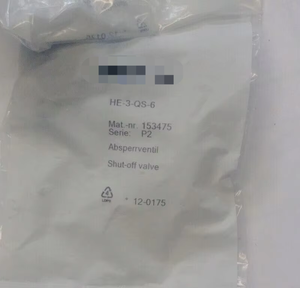 HE-3-QS-6
Mat.-nr. 153475
Serie: P2
Absperrventil
Shut-off valve
* 12-0175